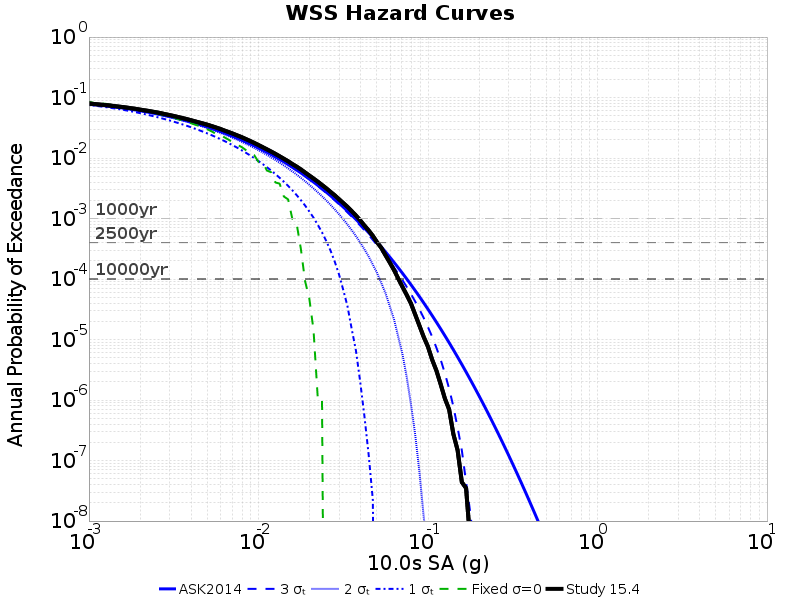 WSS Hazard Curves
Annual Probability of Exceedance
10⁰
10⁻¹
10⁻²
10⁻³
10⁻⁴
10⁻⁵
10⁻⁶
10⁻⁷
10⁻⁸
1000yr
2500yr
10000yr
10⁻³ 10⁻² 10⁻¹ 10⁰ 10¹
10.0s SA (g)
ASK2014 3 σₜ 2 σₜ 1 σₜ Fixed σ=0 Study 15.4